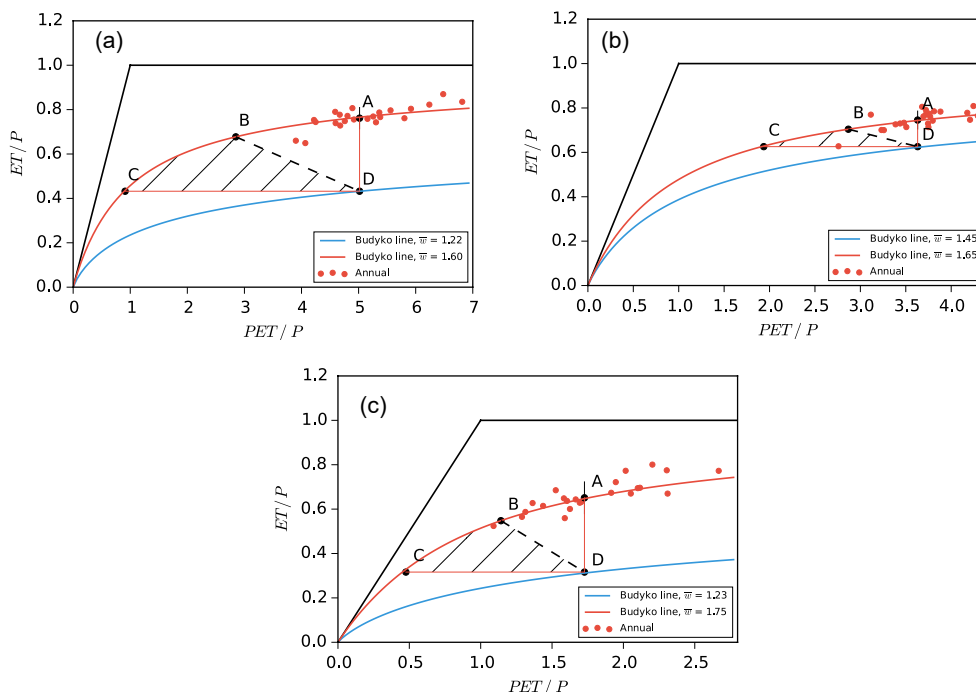 (a)
1.2
1.0
0.8
0.6
0.4
0.2
0.0
ET / P
A
B
C
D
Budyko line, w̅ = 1.22
Budyko line, w̅ = 1.60
Annual
0 1 2 3 4 5 6 7
PET / P
(b)
1.2
1.0
0.8
0.6
0.4
0.2
0.0
ET / P
A
B
C
D
Budyko line, w̅ = 1.45
Budyko line, w̅ = 1.65
Annual
0.0 0.5 1.0 1.5 2.0 2.5 3.0 3.5 4.0
PET / P
(c)
1.2
1.0
0.8
0.6
0.4
0.2
0.0
ET / P
A
B
C
D
Budyko line, w̅ = 1.23
Budyko line, w̅ = 1.75
Annual
0.0 0.5 1.0 1.5 2.0 2.5
PET / P